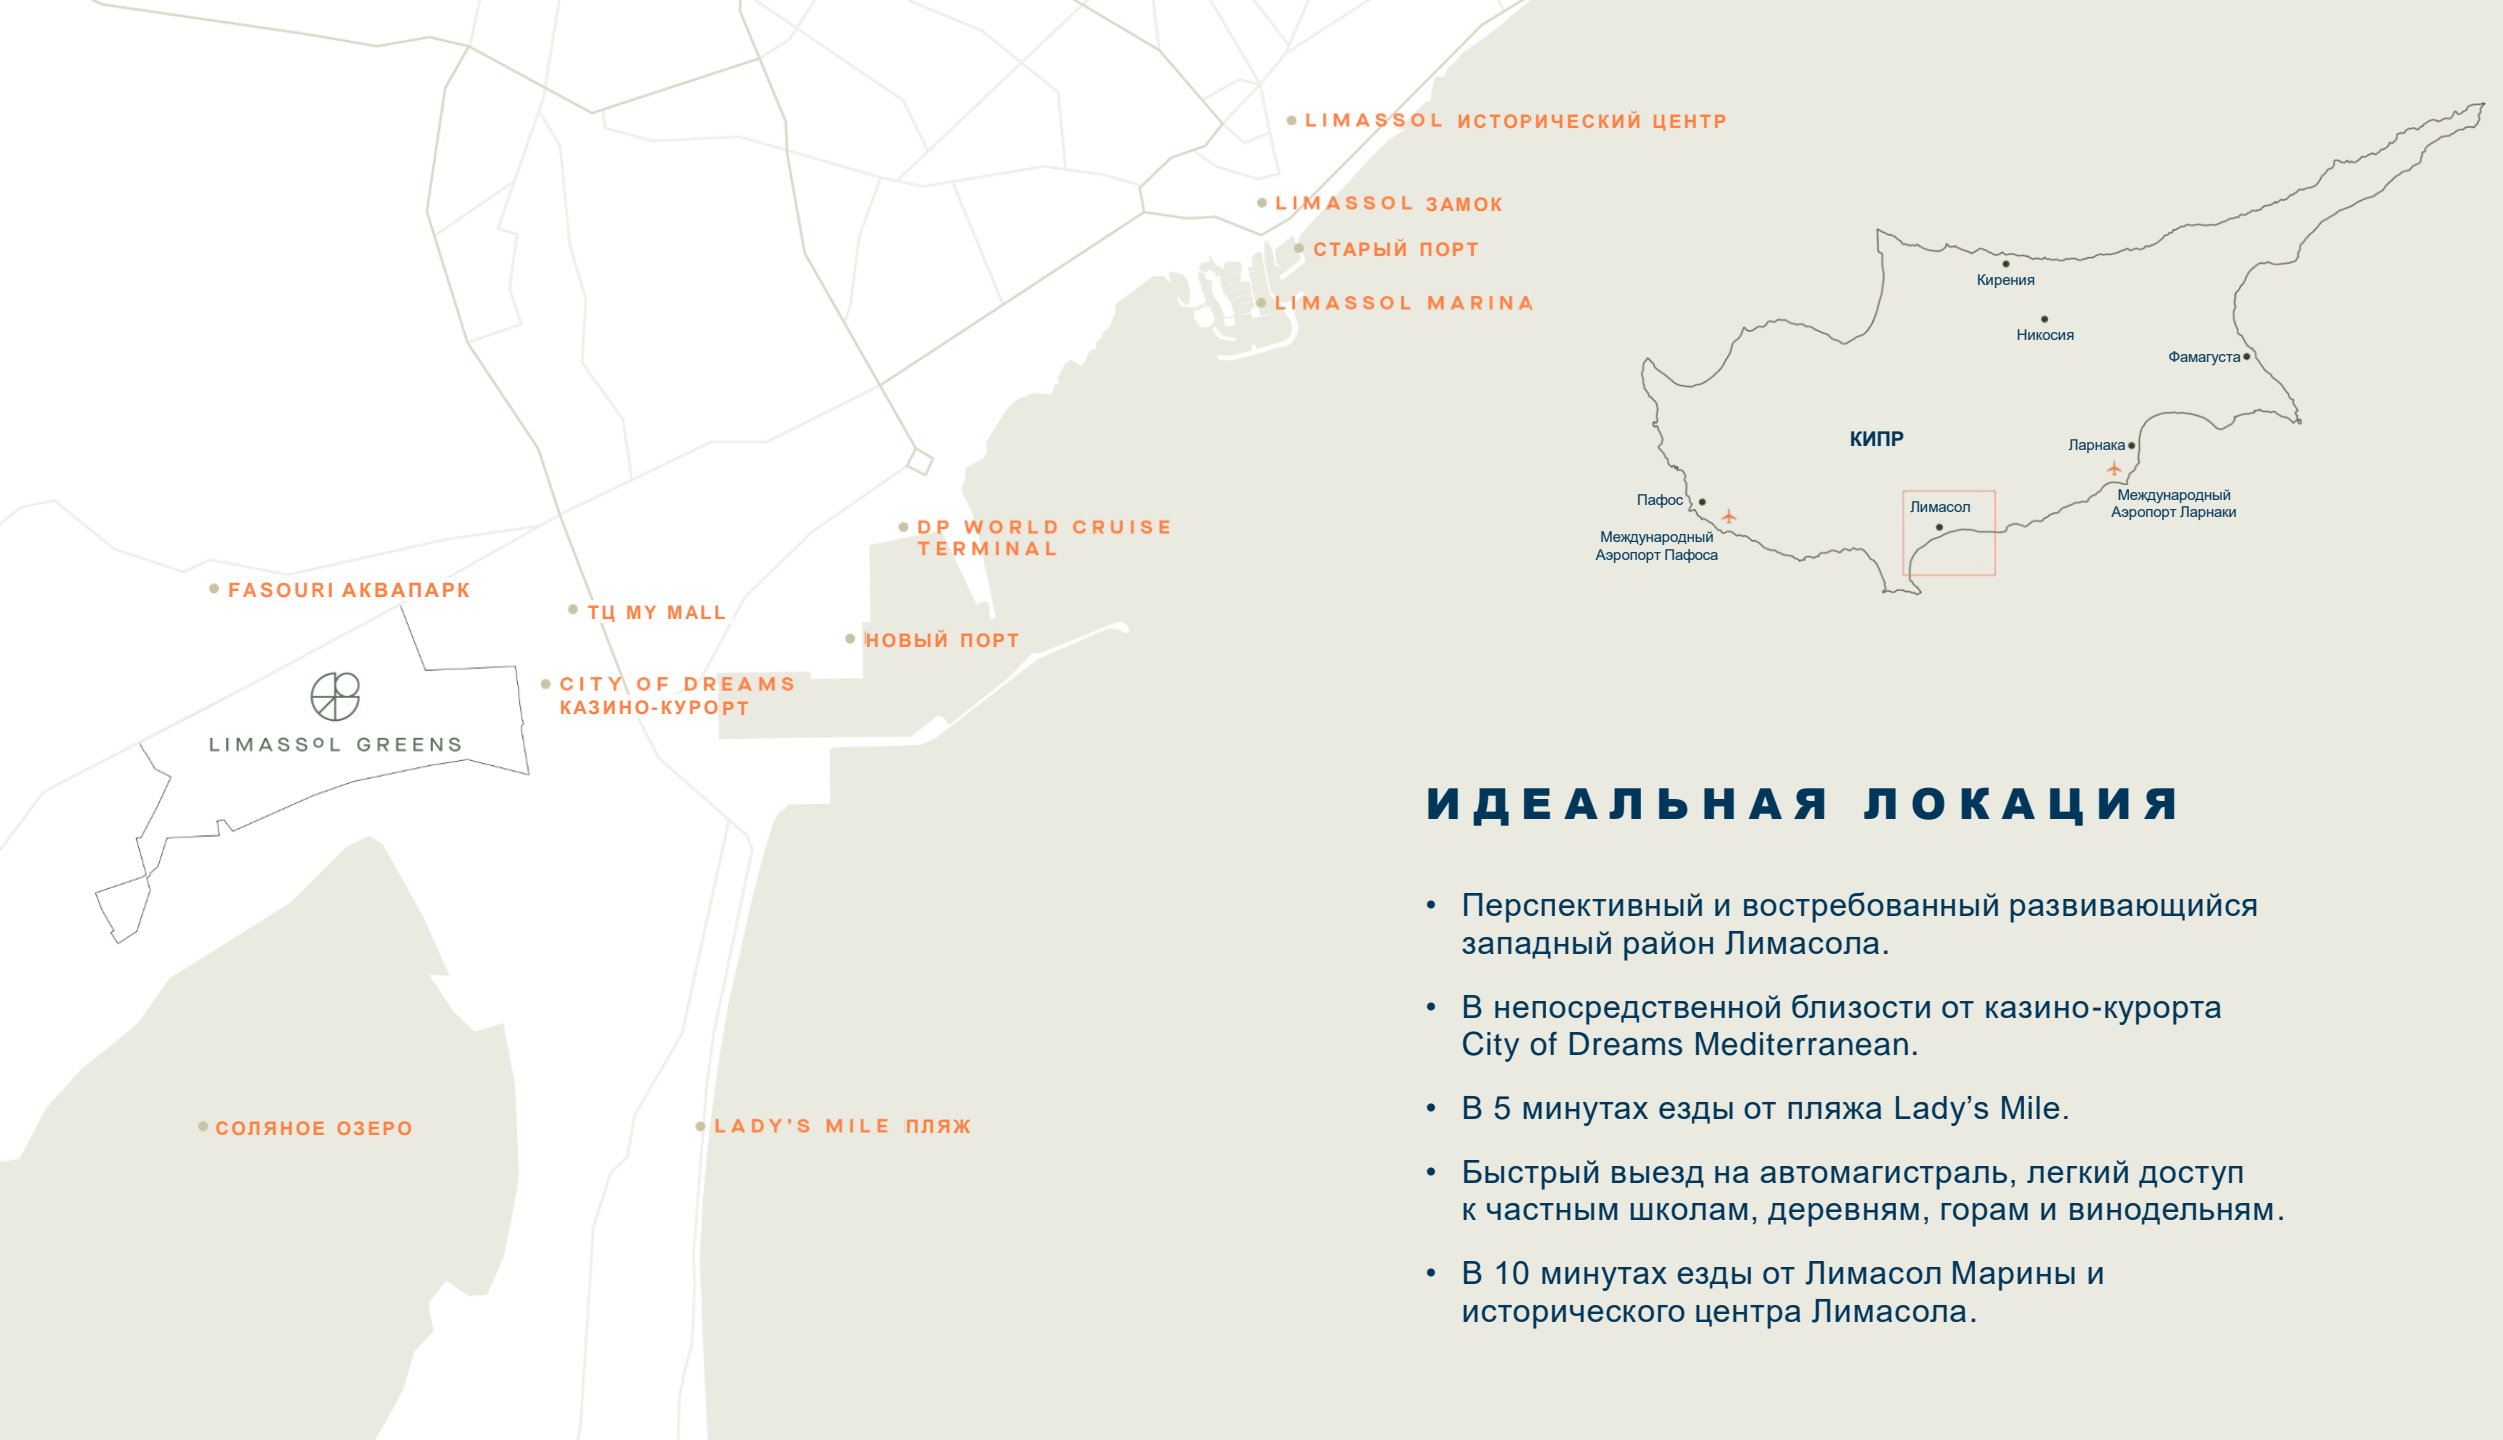 LIMASSOL ИСТОРИЧЕСКИЙ ЦЕНТР
LIMASSOL ЗАМОК
СТАРЫЙ ПОРТ
LIMASSOL MARINA
DP WORLD CRUISE
TERMINAL
FASOURI АКВАПАРК
ТЦ MY MALL
НОВЫЙ ПОРТ
CITY OF DREAMS
КАЗИНО-КУРОРТ
LIMASSOL GREENS
СОЛЯНОЕ ОЗЕРО
LADY’S MILE ПЛЯЖ
Кирения
Никосия
Фамагуста
КИПР
Ларнака
Международный
Аэропорт Ларнаки
Пафос
Международный
Аэропорт Пафоса
Лимасол
ИДЕАЛЬНАЯ ЛОКАЦИЯ
• Перспективный и востребованный развивающийся
западный район Лимасола.
• В непосредственной близости от казино-курорта
City of Dreams Mediterranean.
• В 5 минутах езды от пляжа Lady’s Mile.
• Быстрый выезд на автомагистраль, легкий доступ
к частным школам, деревням, горам и винодельням.
• В 10 минутах езды от Лимасол Марины и
исторического центра Лимасола.